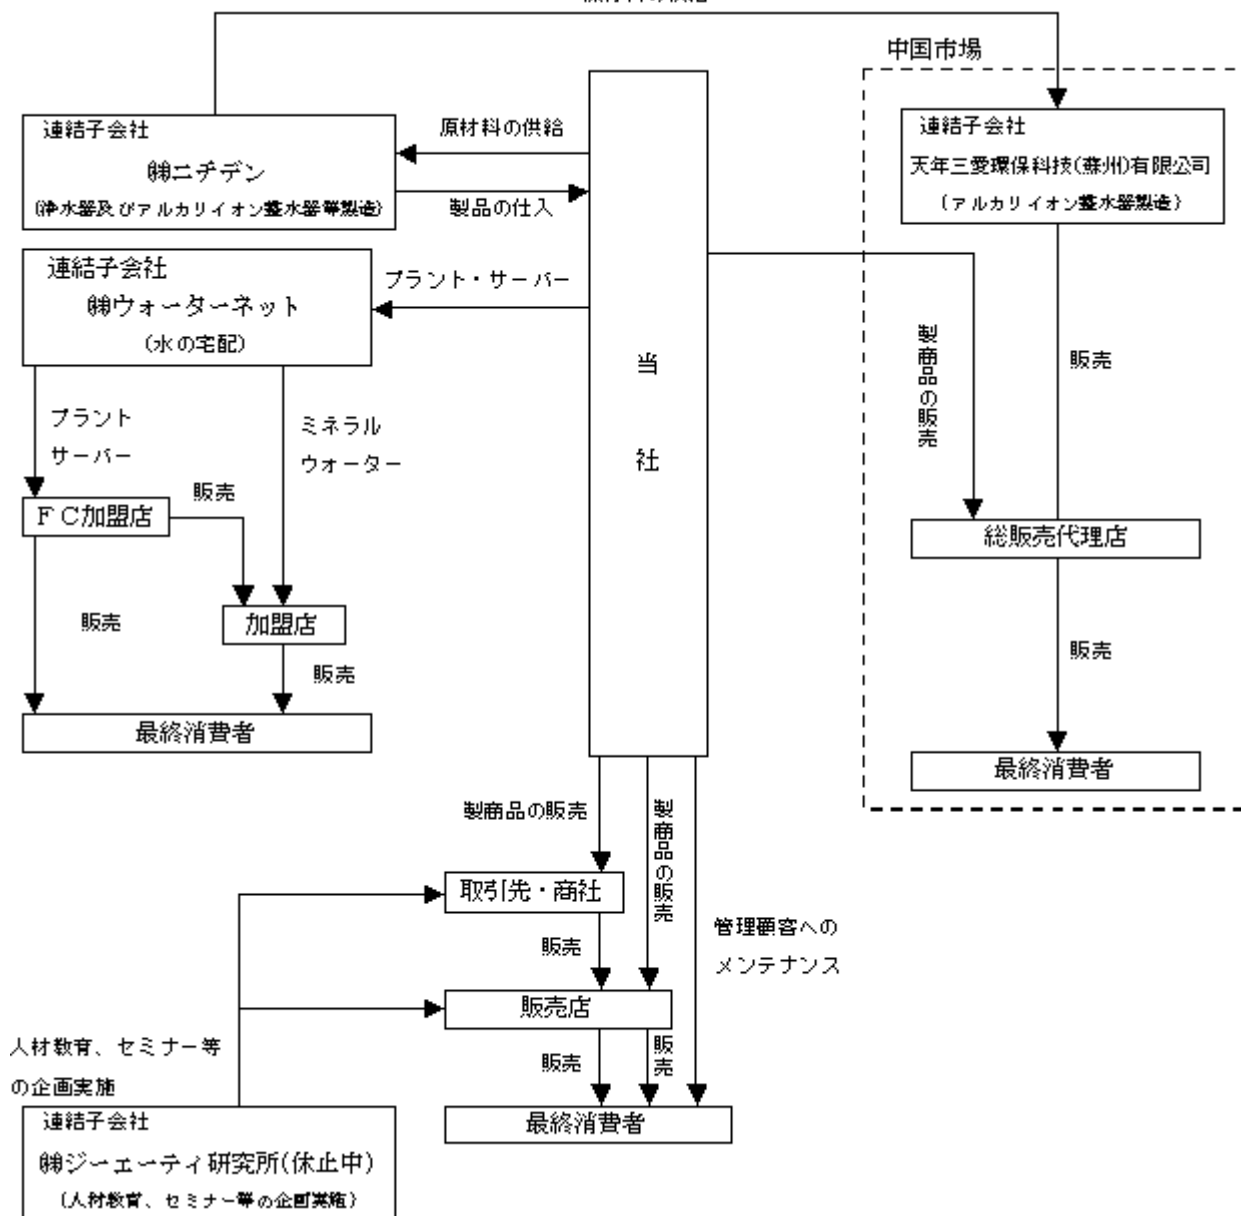 中国市場
連結子会社
㈱ニチデン
(浄水器及びアルカリイオン整水器等製造)
原材料の供給
製品の仕入
連結子会社
天年三愛環保科技(蘇州)有限公司
(アルカリイオン整水器製造)
連結子会社
㈱ウォーターネット
(水の宅配)
プラント・サーバー
当
社
製商品の販売
販売
プラント
サーバー
ミネラル
ウォーター
販売
FC加盟店
総販売代理店
販売
加盟店
販売
販売
最終消費者
最終消費者
製商品の販売
製商品の販売
取引先・商社
管理顧客への
メンテナンス
販売
販売店
販売
販売
人材教育、セミナー等
の企画実施
最終消費者
連結子会社
㈱ジーエーティ研究所(休止中)
(人材教育、セミナー等の企画実施)